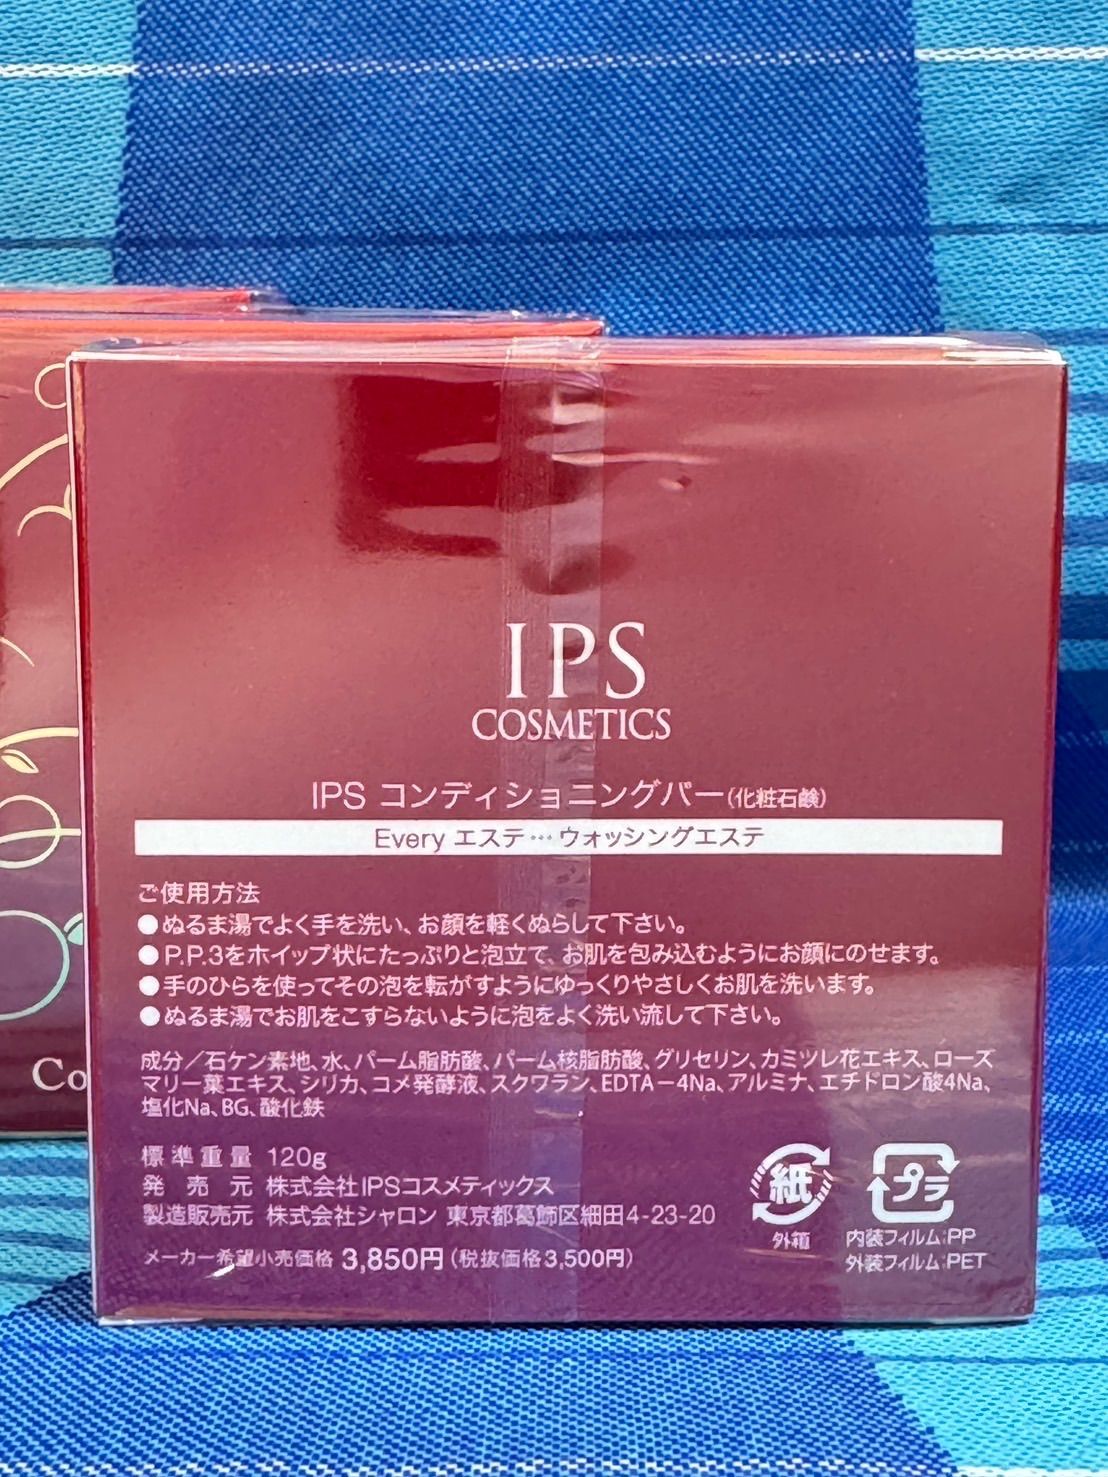 IPS
COSMETICS
IPS コンディショニングバー(化粧石鹸)
Every エステ…ウォッシングエステ
ご使用方法
●ぬるま湯でよく手を洗い、お顔を軽くぬらして下さい。
●P.P.3をホイップ状にたっぷりと泡立て、お肌を包み込むようにお顔にのせます。
●手のひらを使ってその泡を転がすようにゆっくりやさしくお肌を洗います。
●ぬるま湯でお肌をこすらないように泡をよく洗い流して下さい。
成分／石ケン素地、水、パーム脂肪酸、パーム核脂肪酸、グリセリン、カミツレ花エキス、ローズ
マリー葉エキス、シリカ、コメ発酵液、スクワラン、EDTA－4Na、アルミナ、エチドロン酸4Na、
塩化Na、BG、酸化鉄
標準重量 120g
発売元 株式会社IPSコスメティックス
製造販売元 株式会社シャロン 東京都葛飾区細田4-23-20
メーカー希望小売価格 3,850円(税抜価格3,500円)
紙
外箱
プラ
内装フィルム:PP
外装フィルム:PET
Co